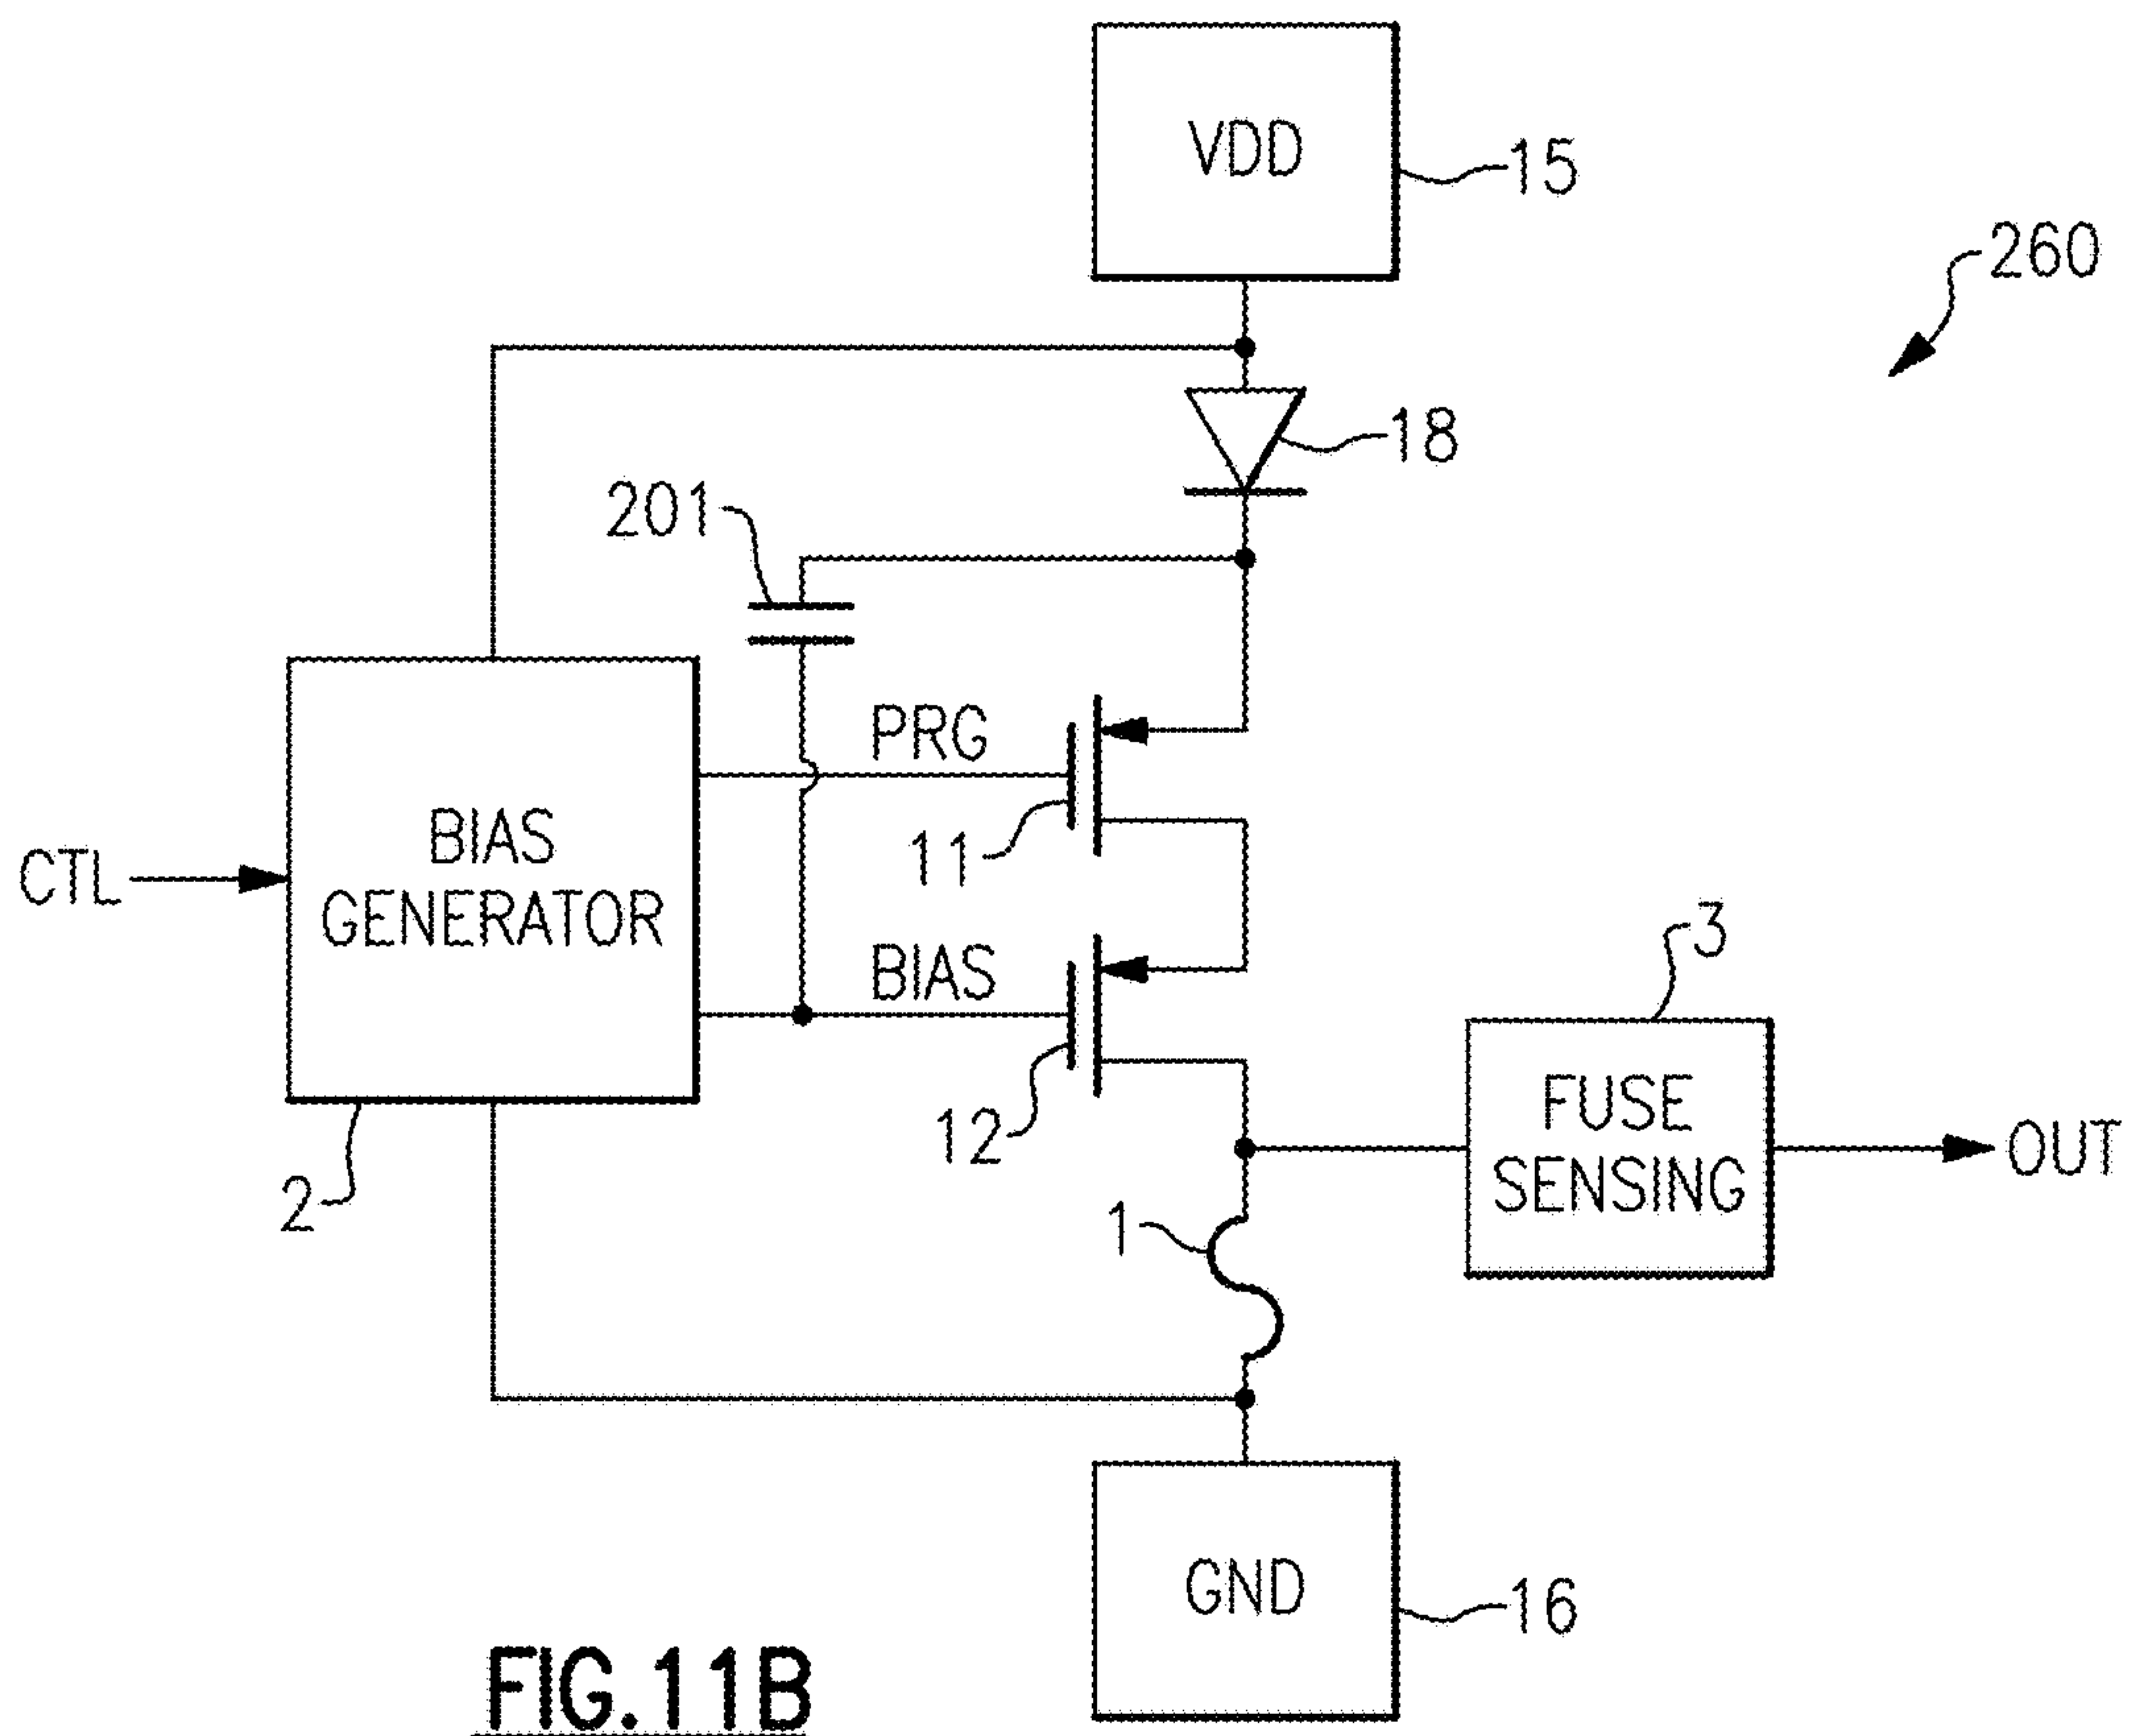 VDD
15
260
18
201
PRG
11
BIAS
GENERATOR
CTL
BIAS
3
12
FUSE
SENSING
OUT
2
1
GND
16
FIG.11B